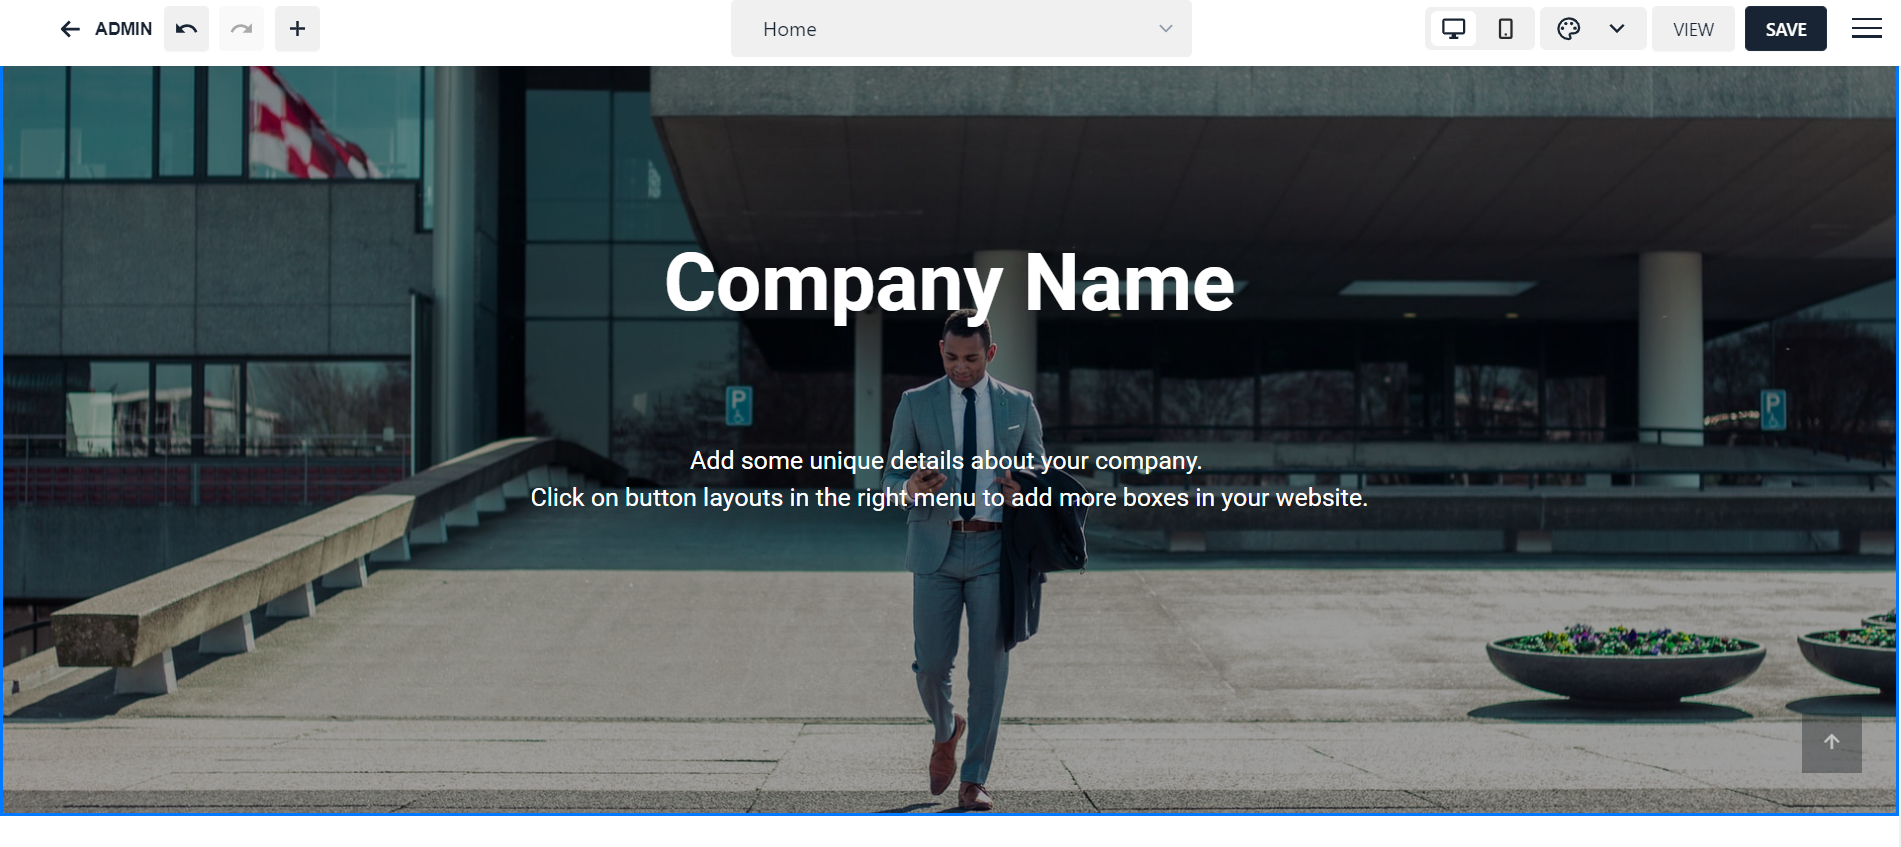 ADMIN
Home
VIEW
SAVE
Company Name
P
P
Add some unique details about your company.
Click on button layouts in the right menu to add more boxes in your website.